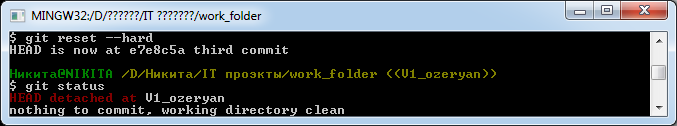 MINGW32:/D/??????/IT ???????/work_folder
$ git reset --hard
HEAD is now at e7e8c5a third commit
Никита@NIKITA /D/Никита/IT проэкты/work_folder ((V1_ozeryan))
$ git status
HEAD detached at V1_ozeryan
nothing to commit, working directory clean